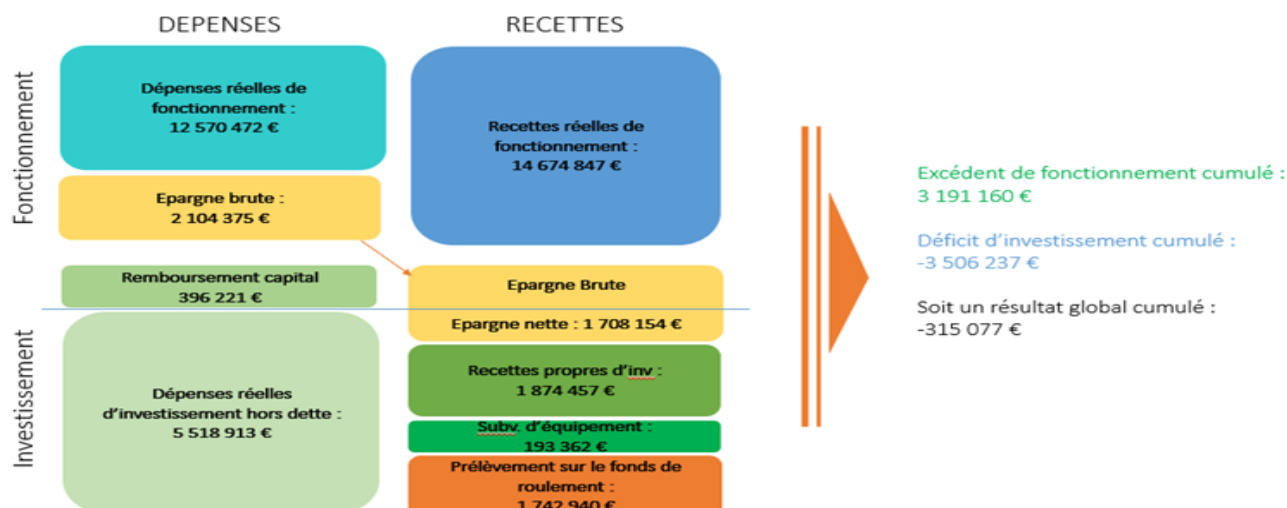 DEPENSES
RECETTES
Fonctionnement
Dépenses réelles de
fonctionnement :
12 570 472 €
Recettes réelles de
fonctionnement :
14 674 847 €
Epargne brute :
2 104 375 €
Remboursement capital
396 221 €
Epargne Brute
Epargne nette : 1 708 154 €
Investissement
Dépenses réelles
d'investissement hors dette :
5 518 913 €
Recettes propres d'inv :
1 874 457 €
Subv. d'équipement :
193 362 €
Prélèvement sur le fonds de
roulement :
1 742 940 €
Excédent de fonctionnement cumulé :
3 191 160 €
Déficit d'investissement cumulé :
-3 506 237 €
Soit un résultat global cumulé :
-315 077 €